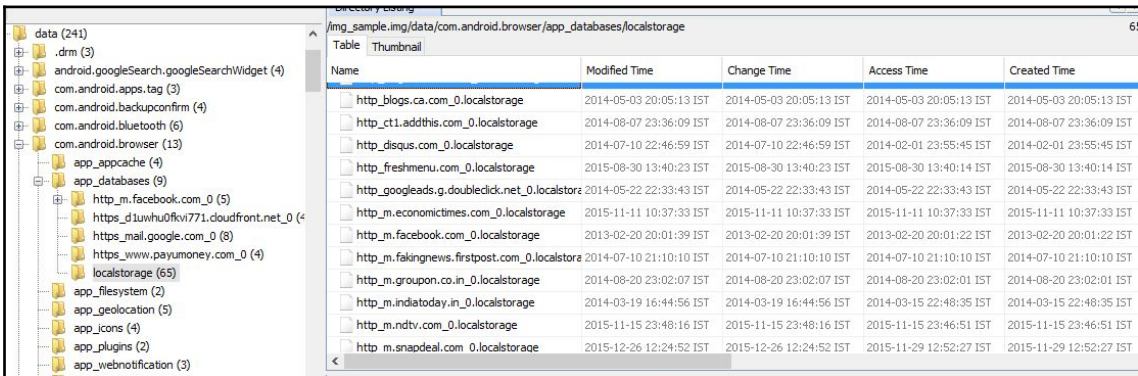 Directory Listing
data (241)
.drm (3)
android.googleSearch.googleSearchWidget (4)
com.android.apps.tag (3)
com.android.backupconfirm (4)
com.android.bluetooth (6)
com.android.browser (13)
app_appcache (4)
app_databases (9)
http_m.facebook.com_0 (5)
https_d1uwhu0fkvi771.cloudfront.net_0 (4
https_mail.google.com_0 (8)
https_www.payumoney.com_0 (4)
localstorage (65)
app_filesystem (2)
app_geolocation (5)
app_icons (4)
app_plugins (2)
app_webnotification (3)
/img_sample.img/data/com.android.browser/app_databases/localstorage 65
Table Thumbnail
Name Modified Time Change Time Access Time Created Time
http_blogs.ca.com_0.localstorage 2014-05-03 20:05:13 IST 2014-05-03 20:05:13 IST 2014-05-03 20:05:13 IST 2014-05-03 20:05:13 IST
http_ct1.addthis.com_0.localstorage 2014-08-07 23:36:09 IST 2014-08-07 23:36:09 IST 2014-08-07 23:36:09 IST 2014-08-07 23:36:09 IST
http_disqus.com_0.localstorage 2014-07-10 22:46:59 IST 2014-07-10 22:46:59 IST 2014-02-01 23:55:45 IST 2014-02-01 23:55:45 IST
http_freshmenu.com_0.localstorage 2015-08-30 13:40:23 IST 2015-08-30 13:40:23 IST 2015-08-30 13:40:14 IST 2015-08-30 13:40:14 IST
http_googleads.g.doubleclick.net_0.localstora 2014-05-22 22:33:43 IST 2014-05-22 22:33:43 IST 2014-05-22 22:33:43 IST 2014-05-22 22:33:43 IST
http_m.economictimes.com_0.localstorage 2015-11-11 10:37:33 IST 2015-11-11 10:37:33 IST 2015-11-11 10:37:33 IST 2015-11-11 10:37:33 IST
http_m.facebook.com_0.localstorage 2013-02-20 20:01:39 IST 2013-02-20 20:01:39 IST 2013-02-20 20:01:22 IST 2013-02-20 20:01:22 IST
http_m.fakingnews.firstpost.com_0.localstora 2014-07-10 21:10:10 IST 2014-07-10 21:10:10 IST 2014-07-10 21:10:10 IST 2014-07-10 21:10:10 IST
http_m.groupon.co.in_0.localstorage 2014-08-20 23:02:07 IST 2014-08-20 23:02:07 IST 2014-08-20 23:02:01 IST 2014-08-20 23:02:01 IST
http_m.indiatoday.in_0.localstorage 2014-03-19 16:44:56 IST 2014-03-19 16:44:56 IST 2014-03-15 22:48:35 IST 2014-03-15 22:48:35 IST
http_m.ndtv.com_0.localstorage 2015-11-15 23:48:16 IST 2015-11-15 23:48:16 IST 2015-11-15 23:46:51 IST 2015-11-15 23:46:51 IST
http_m.snapdeal.com_0.localstorage 2015-12-26 12:24:52 IST 2015-12-26 12:24:52 IST 2015-11-29 12:52:27 IST 2015-11-29 12:52:27 IST